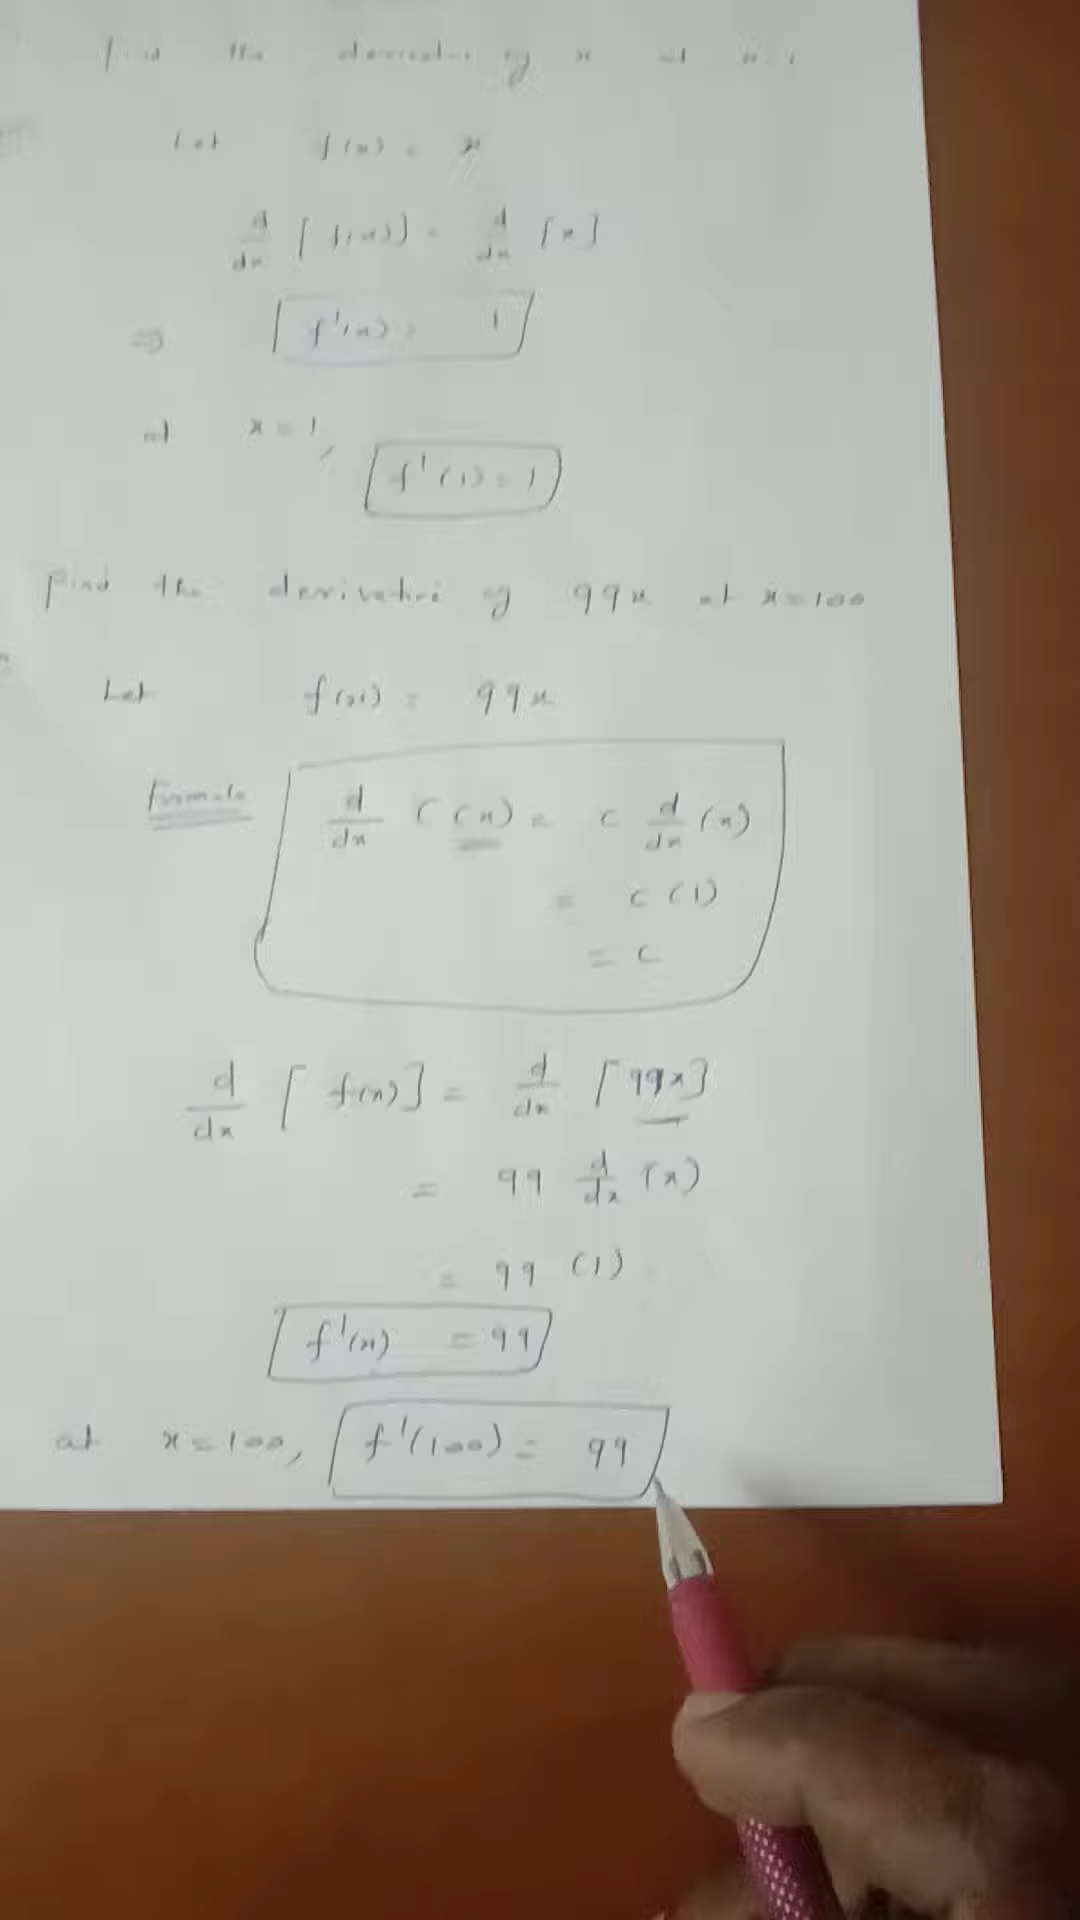 Find the derivative of x at x=1
Let f(x) = x
d/dx [f(x)] = d/dx [x]
⇒ f'(x) = 1
at x=1, f'(1) = 1
Find the derivative of 99x at x=100
Let f(x) = 99x
Formula d/dx (cx) = c d/dx (x)
= c (1)
= c
d/dx [f(x)] = d/dx [99x]
= 99 d/dx (x)
= 99 (1)
f'(x) = 99
at x=100, f'(100) = 99